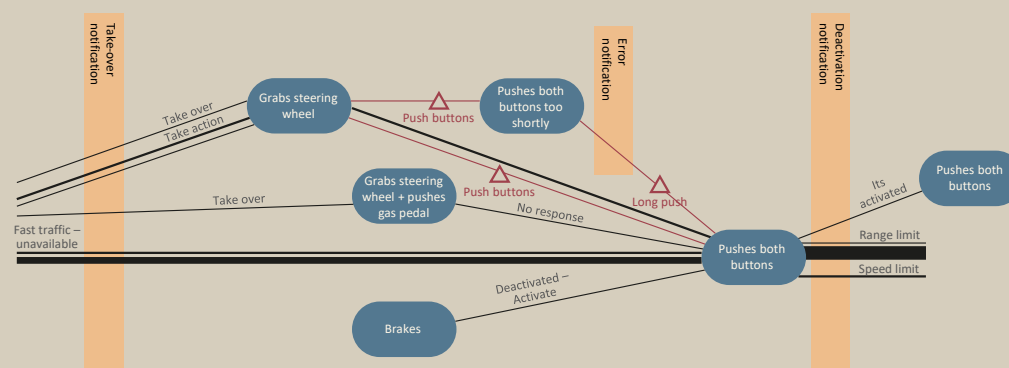 Take-over
notification
Error
notification
Deactivation
notification
Take over
Take action
Grabs steering
wheel
Push buttons
Pushes both
buttons too
shortly
Push buttons
Long push
Take over
Grabs steering
wheel + pushes
gas pedal
No response
Its
activated
Pushes both
buttons
Fast traffic –
unavailable
Pushes both
buttons
Range limit
Speed limit
Deactivated –
Activate
Brakes